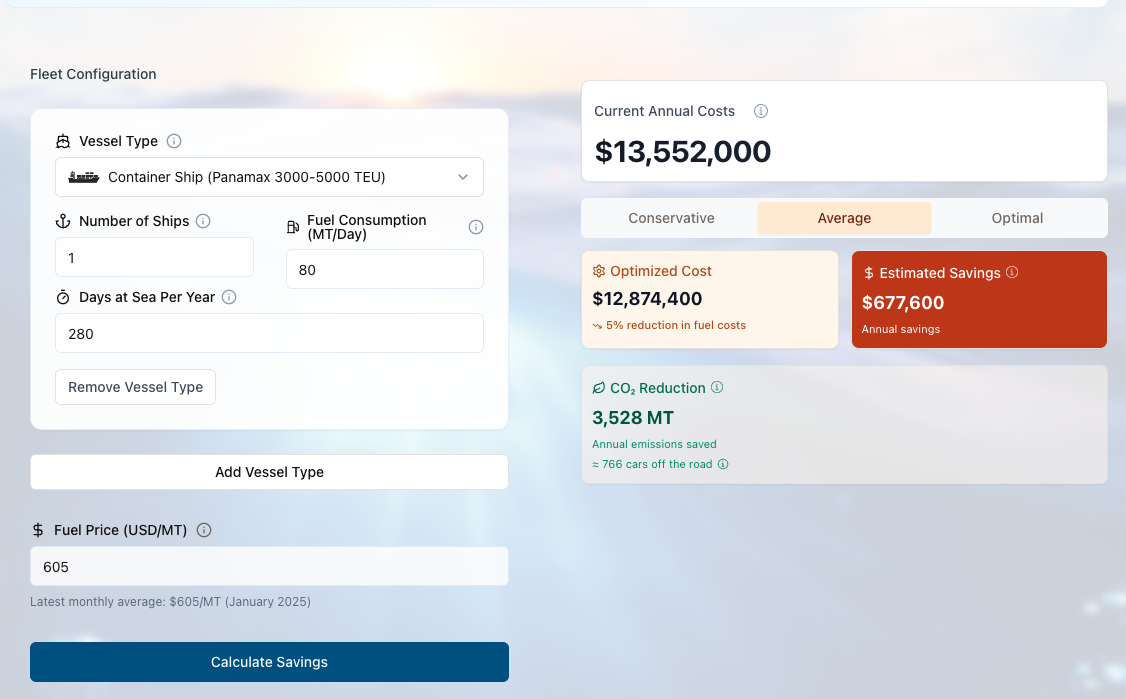 Fleet Configuration
Vessel Type
Container Ship (Panamax 3000-5000 TEU)
Number of Ships
1
Fuel Consumption
(MT/Day)
80
Days at Sea Per Year
280
Remove Vessel Type
Add Vessel Type
Fuel Price (USD/MT)
605
Latest monthly average: $605/MT (January 2025)
Calculate Savings
Current Annual Costs
$13,552,000
Conservative
Average
Optimal
Optimized Cost
$12,874,400
5% reduction in fuel costs
$ Estimated Savings
$677,600
Annual savings
CO₂ Reduction
3,528 MT
Annual emissions saved
≈ 766 cars off the road